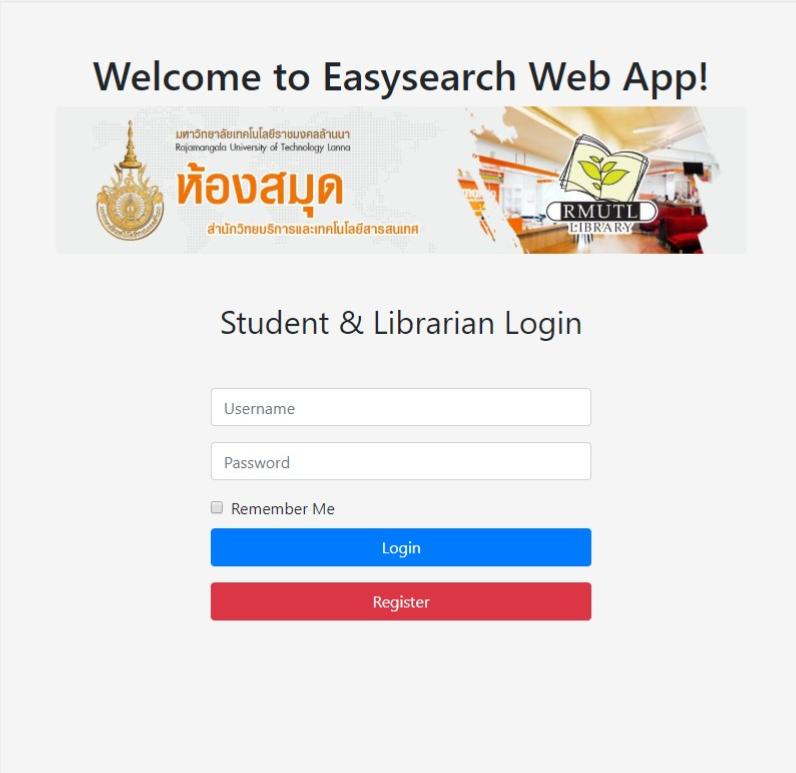 Welcome to Easysearch Web App!
มหาวิทยาลัยเทคโนโลยีราชมงคลล้านนา
Rajamangala University of Technology Lanna
ห้องสมุด
สำนักวิทยบริการและเทคโนโลยีสารสนเทศ
RMUTL
LIBRARY
Student & Librarian Login
Username
Password
Remember Me
Login
Register